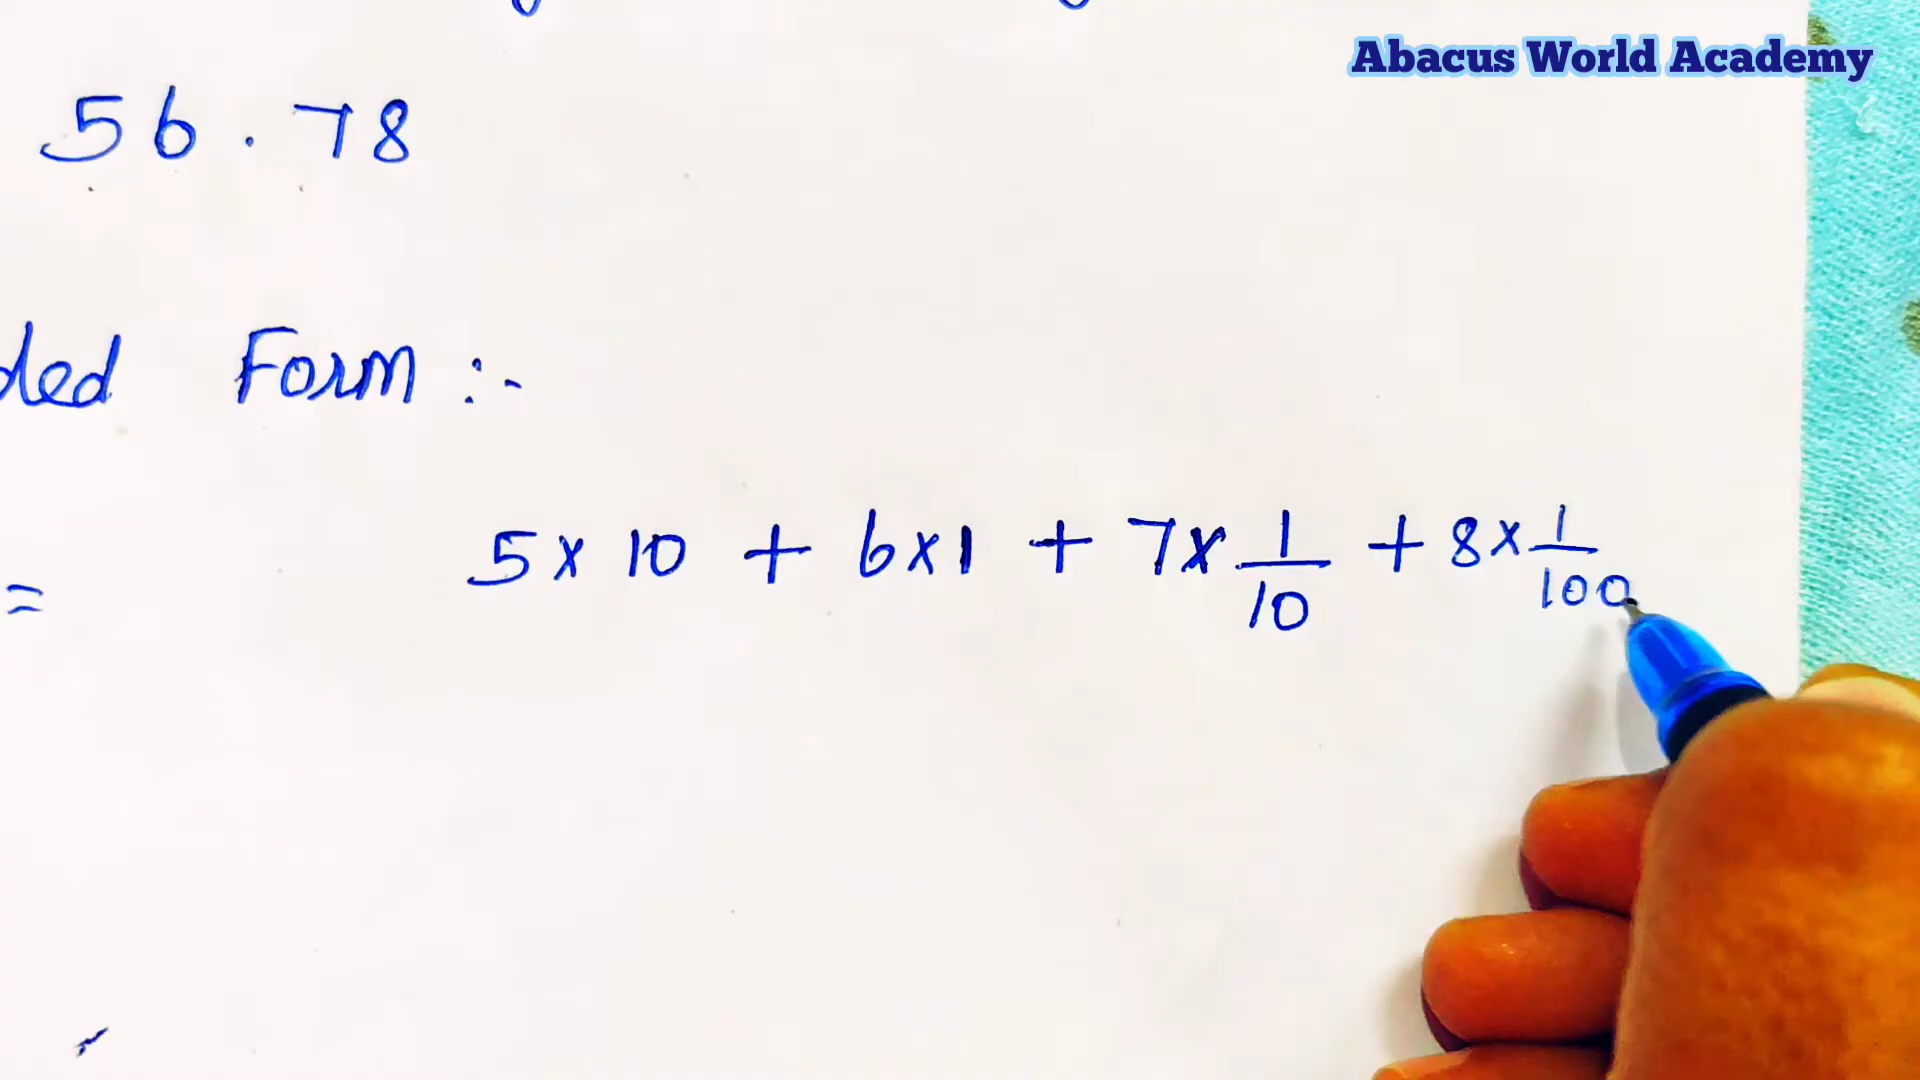 Abacus World Academy
56.78
ded Form :-
= 5 × 10 + 6 × 1 + 7 × 1/10 + 8 × 1/100